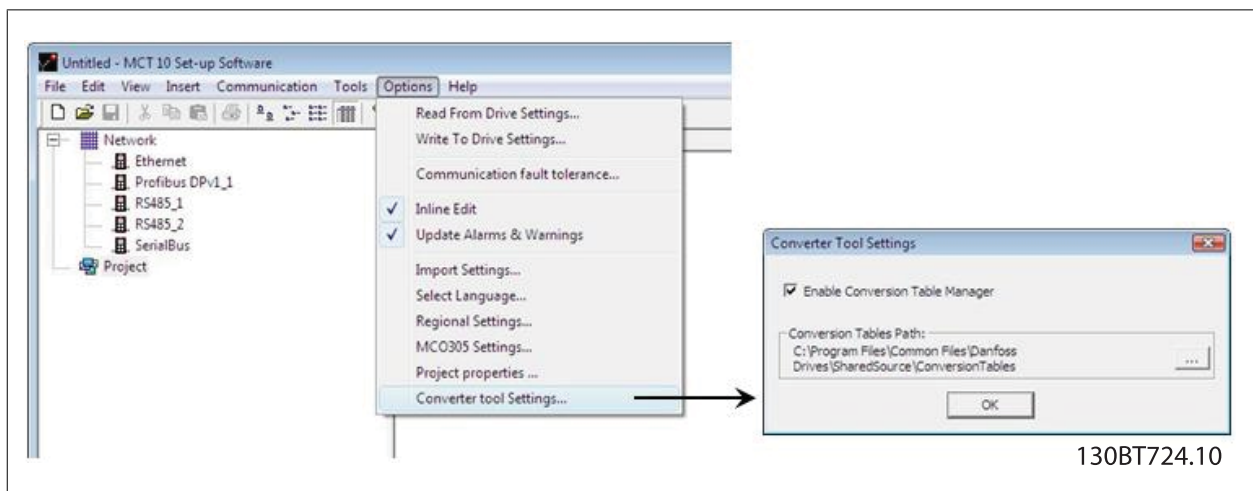 Untitled - MCT 10 Set-up Software
File Edit View Insert Communication Tools Options Help
Network
Ethernet
Profibus DPv1_1
RS485_1
RS485_2
SerialBus
Project
Read From Drive Settings...
Write To Drive Settings...
Communication fault tolerance...
Inline Edit
Update Alarms & Warnings
Import Settings...
Select Language...
Regional Settings...
MCO305 Settings...
Project properties ...
Converter tool Settings...
Converter Tool Settings
Enable Conversion Table Manager
Conversion Tables Path:
C:\Program Files\Common Files\Danfoss
Drives\SharedSource\ConversionTables
...
OK
130BT724.10